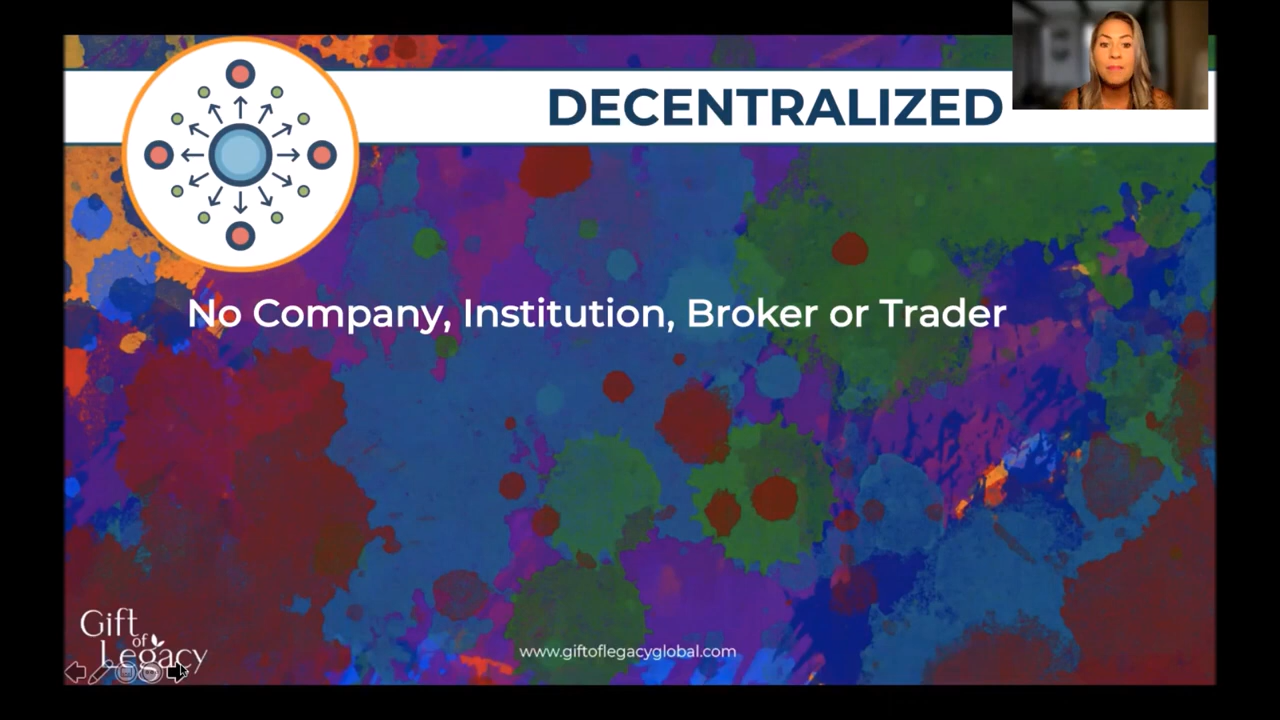 DECENTRALIZED
No Company, Institution, Broker or Trader
Gift
of
Legacy
www.giftoflegacyglobal.com